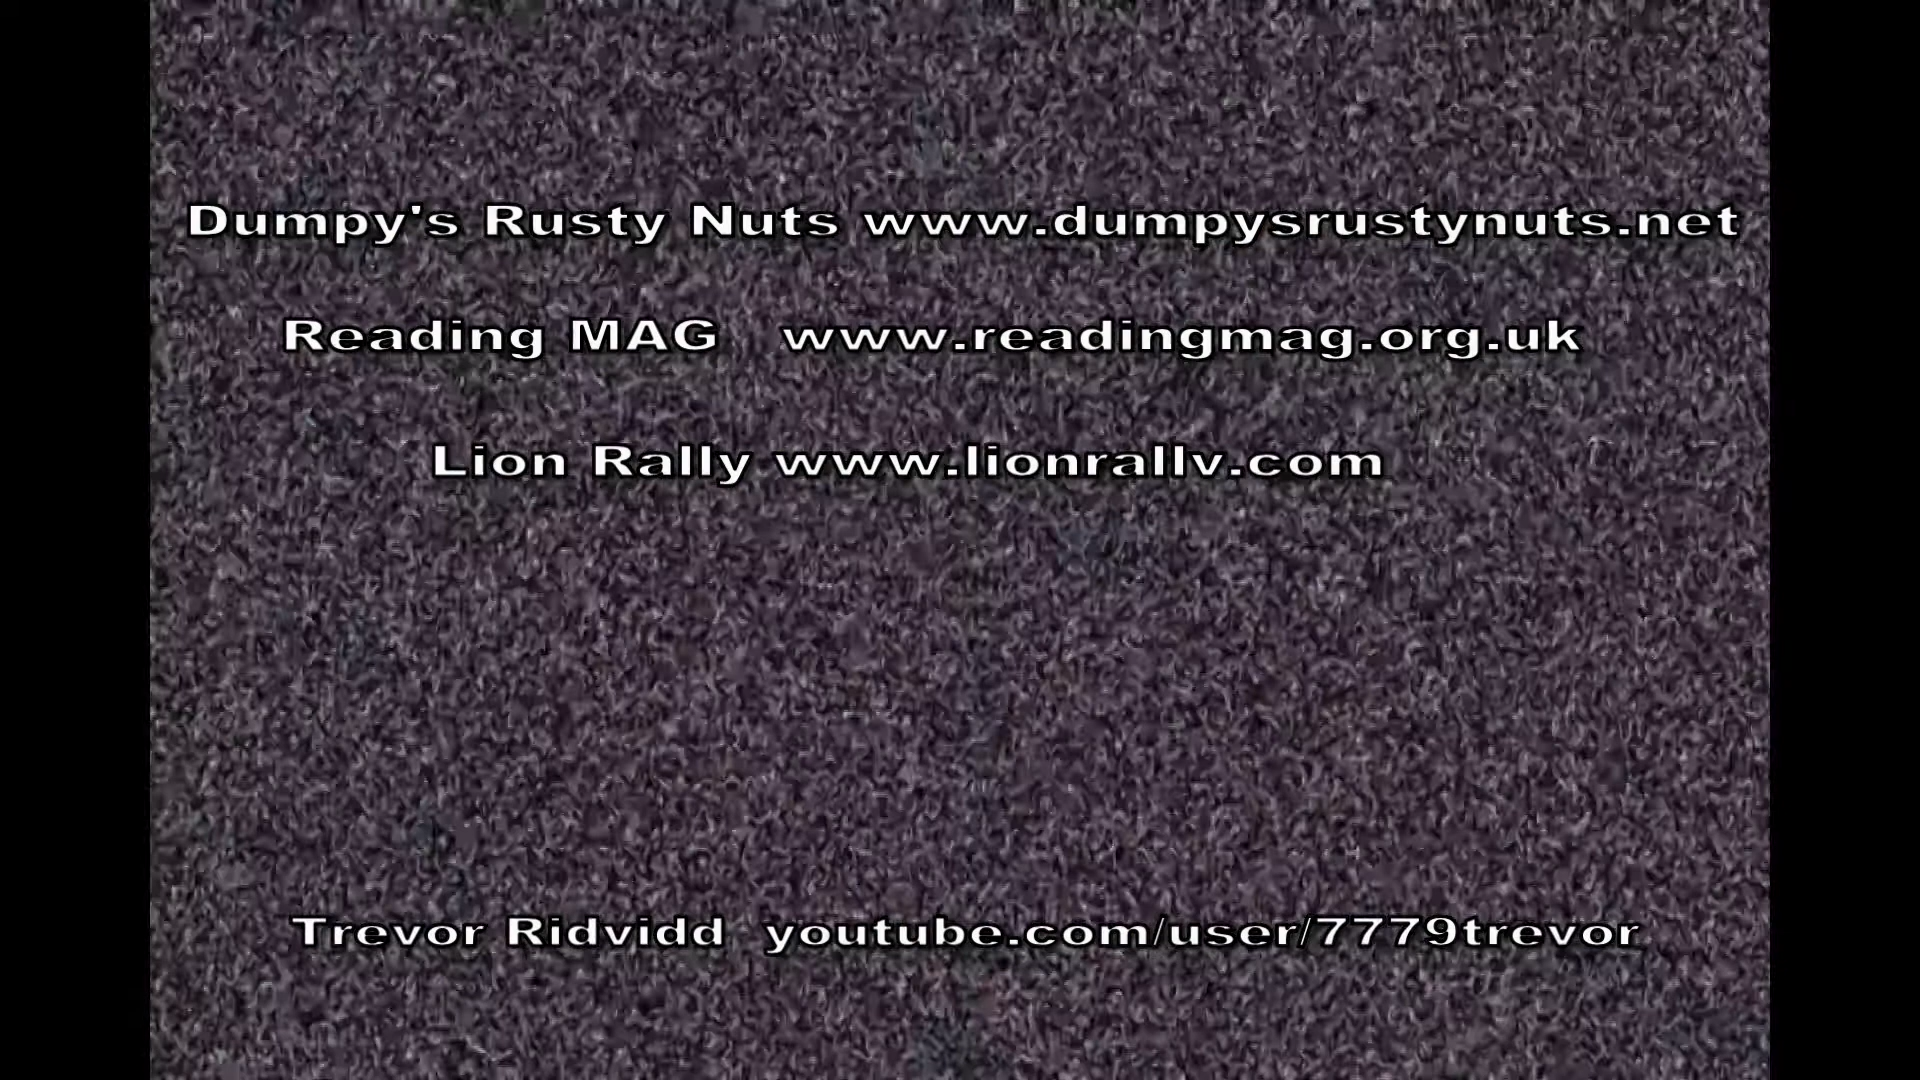 Dumpy's Rusty Nuts www.dumpysrustynuts.net
Reading MAG www.readingmag.org.uk
Lion Rally www.lionrallv.com
Trevor Ridvidd youtube.com/user/7779trevor